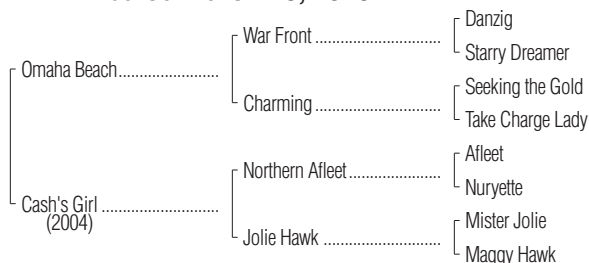 Danzig
War Front ........................................
Starry Dreamer
Omaha Beach................................
Seeking the Gold
Charming ........................................
Take Charge Lady
Afleet
Northern Afleet.............................
Nuryette
Cash's Girl .....................................
(2004)
Mister Jolie
Jolie Hawk .....................................
Maggy Hawk